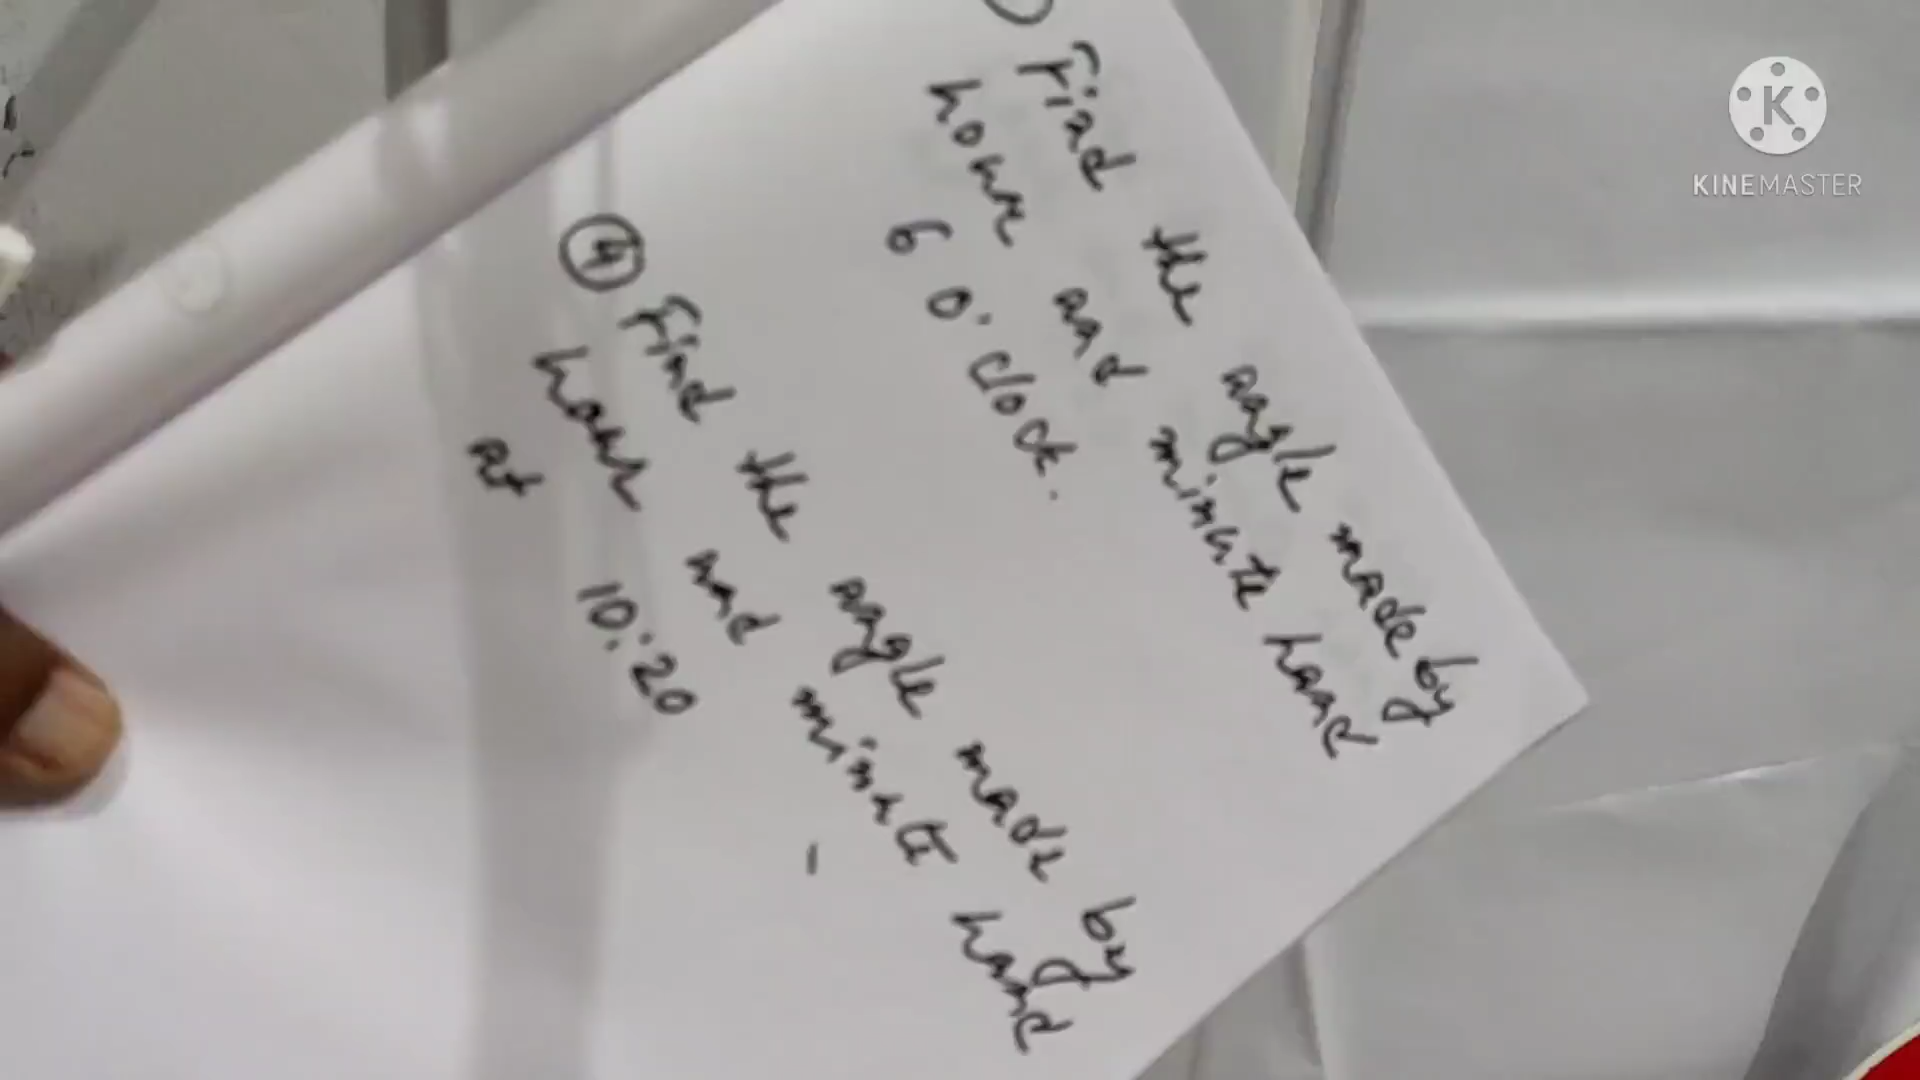 Find the angle made by
hour and minute hand
6 o'clock.
④ Find the angle made by
hour and minute hand
at 10:20
KINEMASTER